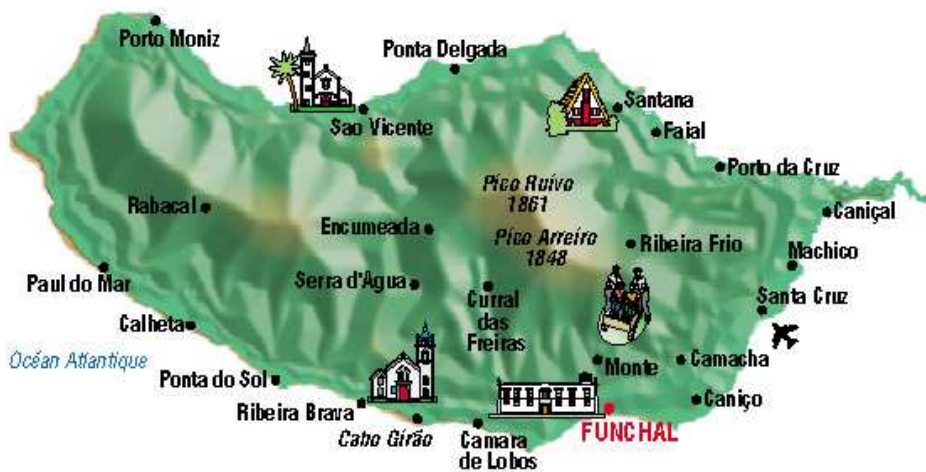 Porto Moniz
Ponta Delgada
Santana
Sao Vicente
Faial
Porto da Cruz
Pico Ruivo
1861
Rabacal
Caniçal
Encumeada
Pico Arreiro
1848
Ribeira Frio
Machico
Paul do Mar
Serra d'Agua
Curral
das
Freiras
Santa Cruz
Calheta
Océan Atlantique
Monte
Camacha
Ponta do Sol
Caniço
Ribeira Brava
Cabo Girão
Camara
de Lobos
FUNCHAL